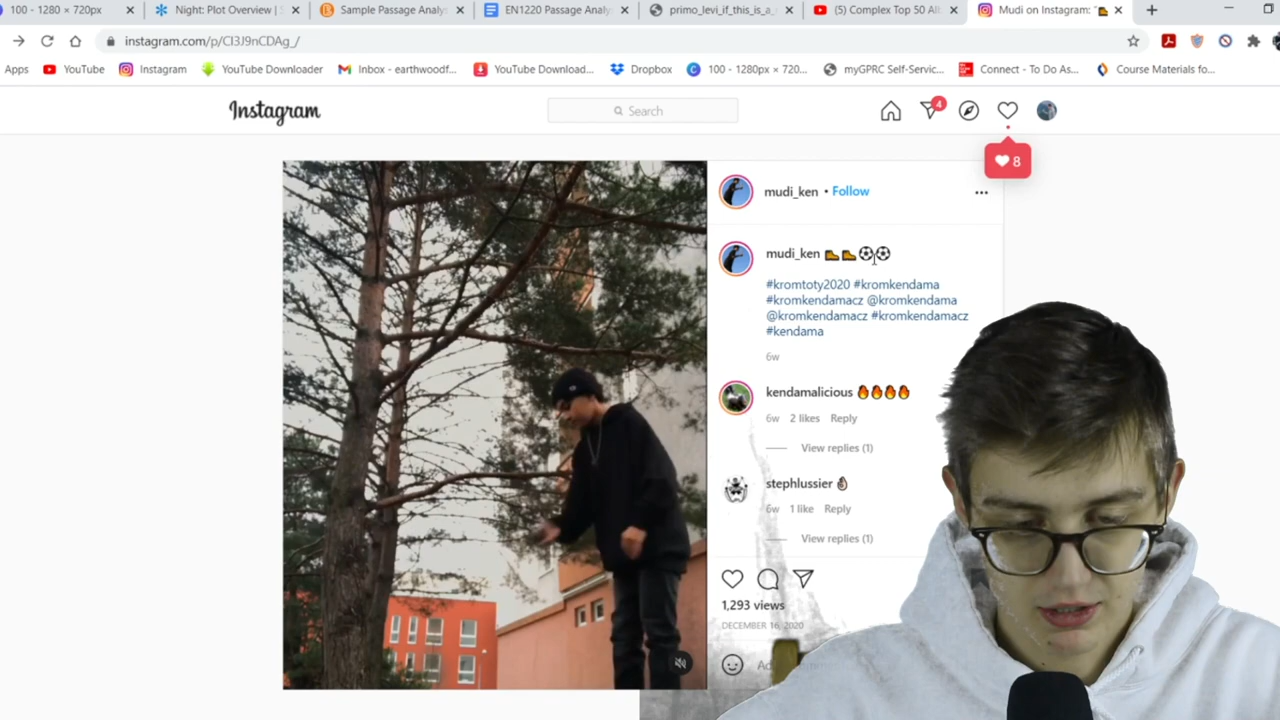 100 - 1280 × 720px
Night: Plot Overview | S
Sample Passage Analys
EN1220 Passage Analy
primo_levi_if_this_is_a_
(5) Complex Top 50 Alb
Mudi on Instagram: "
instagram.com/p/CI3J9nCDAg_/
Apps
YouTube
Instagram
YouTube Downloader
Inbox - earthwoodf...
YouTube Download...
Dropbox
100 - 1280px × 720...
myGPRC Self-Servic...
Connect - To Do As...
Course Materials fo...
Instagram
Search
4
8
mudi_ken • Follow
mudi_ken 🥾🥾⚽⚽
#kromtoty2020 #kromkendama
#kromkendamacz @kromkendama
@kromkendamacz #kromkendamacz
#kendama
6w
kendamalicious 🔥🔥🔥🔥
6w 2 likes Reply
View replies (1)
stephlussier 👌
6w 1 like Reply
View replies (1)
1,293 views
DECEMBER 16, 2020